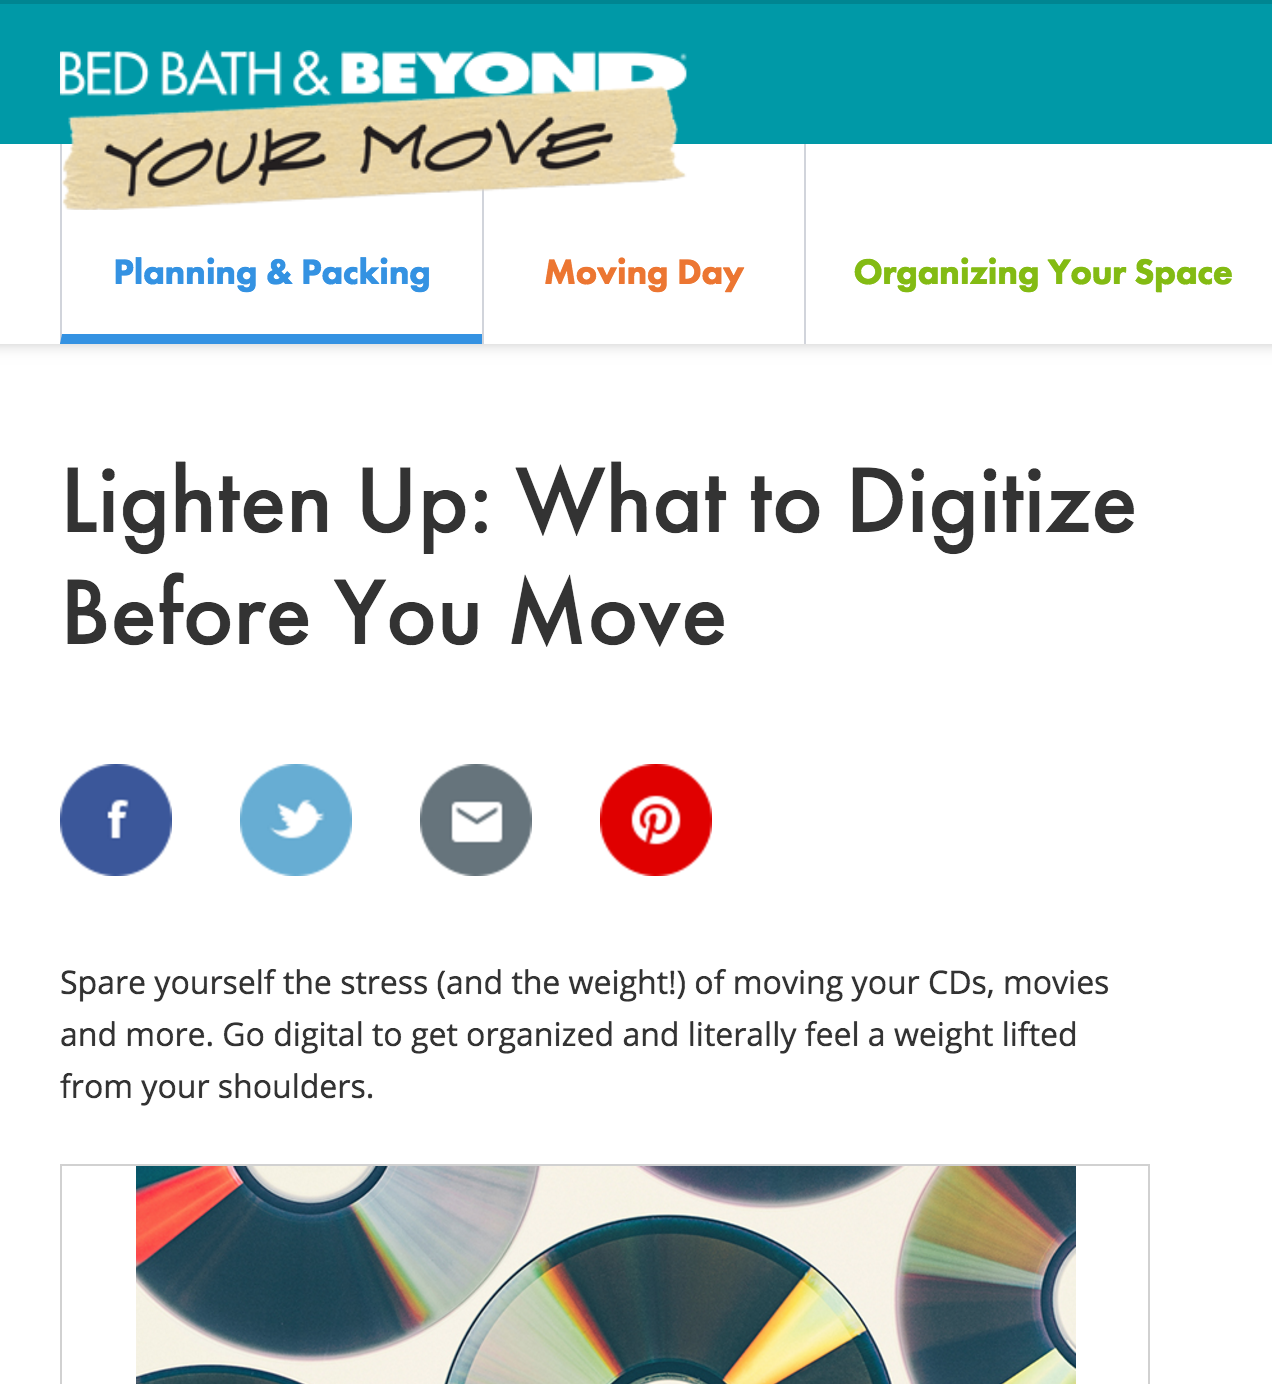 BED BATH & BEYOND
YOUR MOVE
Planning & Packing
Moving Day
Organizing Your Space
Lighten Up: What to Digitize
Before You Move
Spare yourself the stress (and the weight!) of moving your CDs, movies
and more. Go digital to get organized and literally feel a weight lifted
from your shoulders.